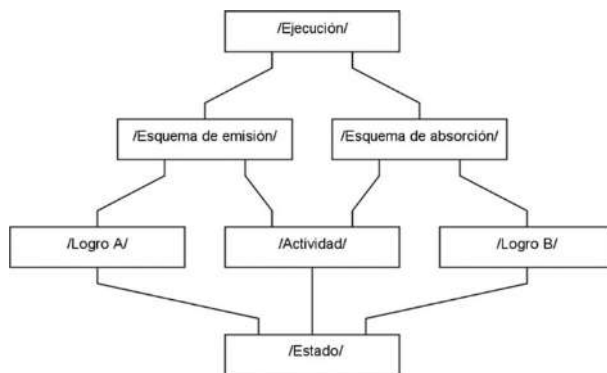 /Ejecución/
/Esquema de emisión/
/Esquema de absorción/
/Logro A/
/Actividad/
/Logro B/
/Estado/